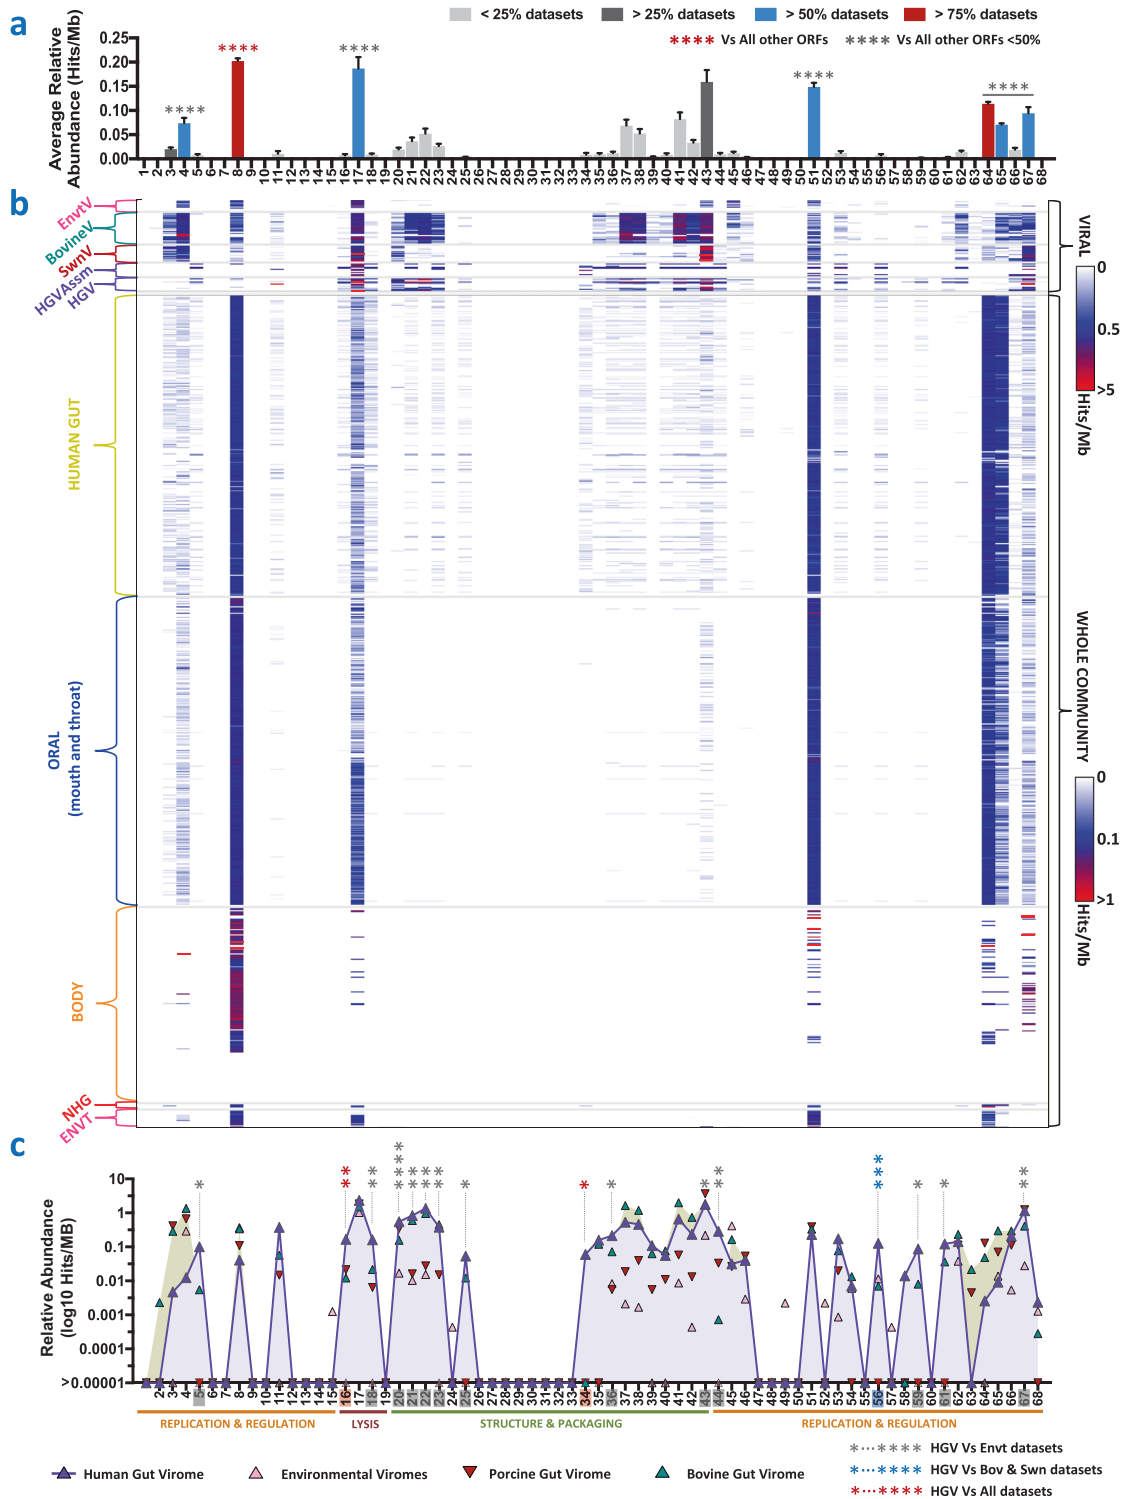 a
< 25% datasets > 25% datasets > 50% datasets > 75% datasets
**** Vs All other ORFs **** Vs All other ORFs <50%
Average Relative
Abundance (Hits/Mb)
0.25
0.20
0.15
0.10
0.05
0.00
**** **** **** **** ****
1 2 3 4 5 6 7 8 9 10 11 12 13 14 15 16 17 18 19 20 21 22 23 24 25 26 27 28 29 30 31 32 33 34 35 36 37 38 39 40 41 42 43 44 45 46 47 48 49 50 51 52 53 54 55 56 57 58 59 60 61 62 63 64 65 66 67 68
b
EnvtV
BovineV
SwnV
HGVAssm
HGV
HUMAN GUT
ORAL
(mouth and throat)
BODY
NHG
ENVT
VIRAL
0
0.5
>5
Hits/Mb
WHOLE COMMUNITY
0
0.1
>1
Hits/Mb
c
Relative Abundance
(log10 Hits/MB)
10
1
0.1
0.01
0.001
0.0001
>0.00001
* ** ** **** ** ** ** * * * ** *** * * **
2 3 4 5 6 7 8 9 10 11 12 13 14 15 16 17 18 19 20 21 22 23 24 25 26 27 28 29 30 31 32 33 34 35 36 37 38 39 40 41 42 43 44 45 46 47 48 49 50 51 52 53 54 55 56 57 58 59 60 61 62 63 64 65 66 67 68
REPLICATION & REGULATION LYSIS STRUCTURE & PACKAGING REPLICATION & REGULATION
Human Gut Virome Environmental Viromes Porcine Gut Virome Bovine Gut Virome
*...**** HGV Vs Envt datasets
*...**** HGV Vs Bov & Swn datasets
*...**** HGV Vs All datasets